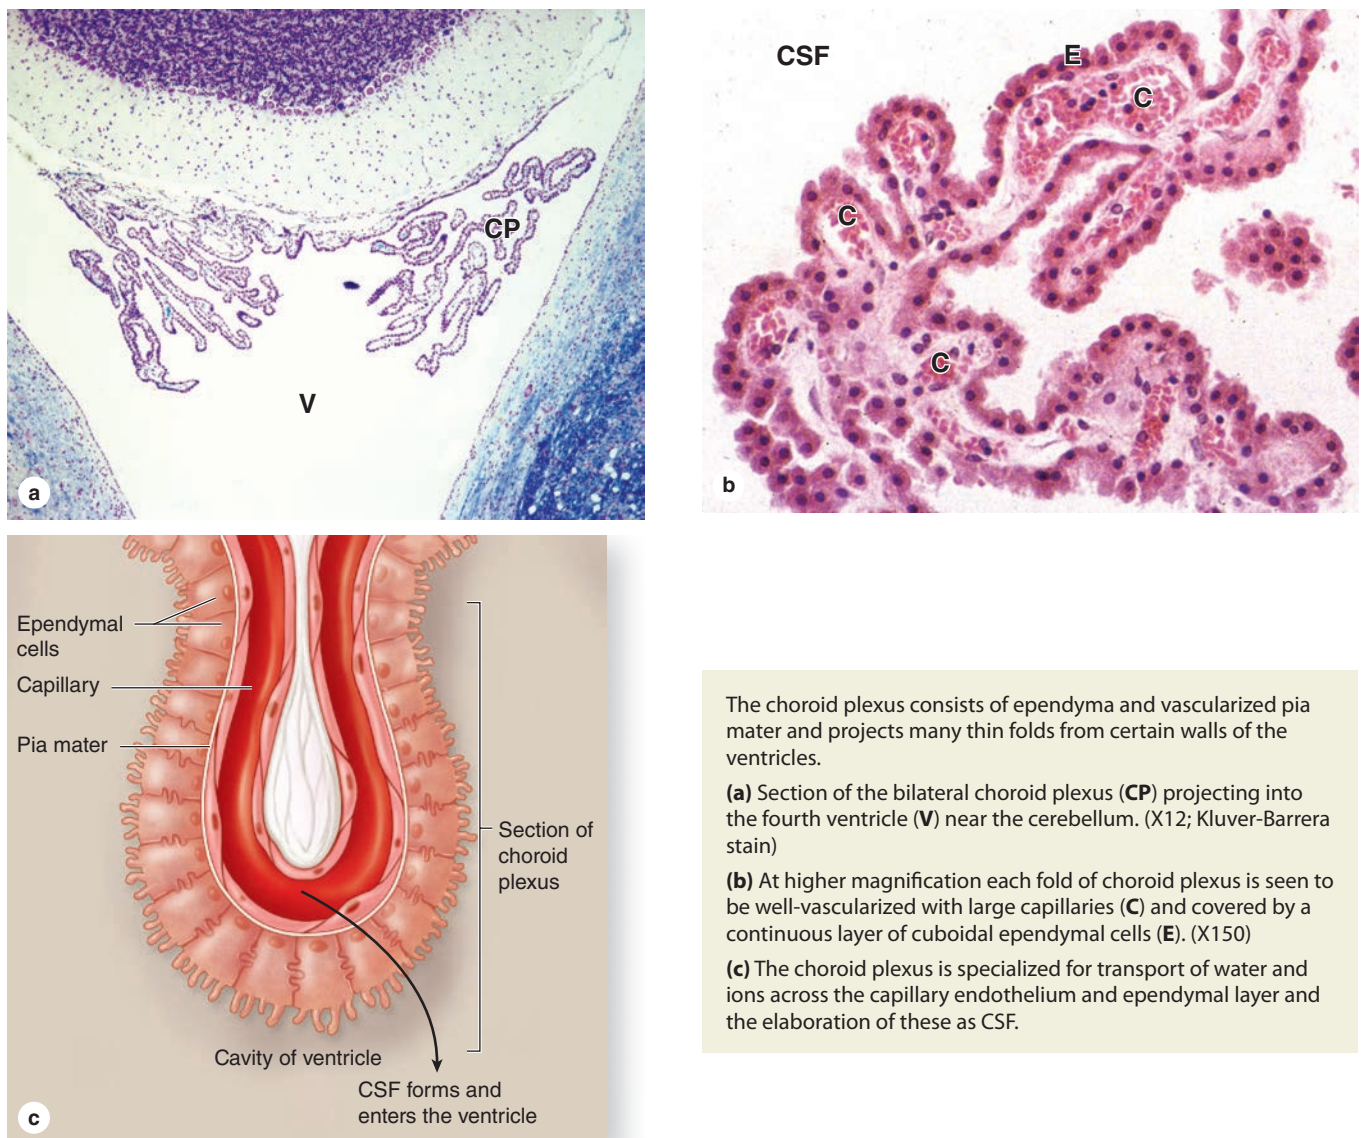 CP
V
a
CSF
E
C
C
C
b
Ependymal
cells
Capillary
Pia mater
Section of
choroid
plexus
Cavity of ventricle
CSF forms and
enters the ventricle
c
The choroid plexus consists of ependyma and vascularized pia
mater and projects many thin folds from certain walls of the
ventricles.
(a) Section of the bilateral choroid plexus (CP) projecting into
the fourth ventricle (V) near the cerebellum. (X12; Kluver-Barrera
stain)
(b) At higher magnification each fold of choroid plexus is seen to
be well-vascularized with large capillaries (C) and covered by a
continuous layer of cuboidal ependymal cells (E). (X150)
(c) The choroid plexus is specialized for transport of water and
ions across the capillary endothelium and ependymal layer and
the elaboration of these as CSF.